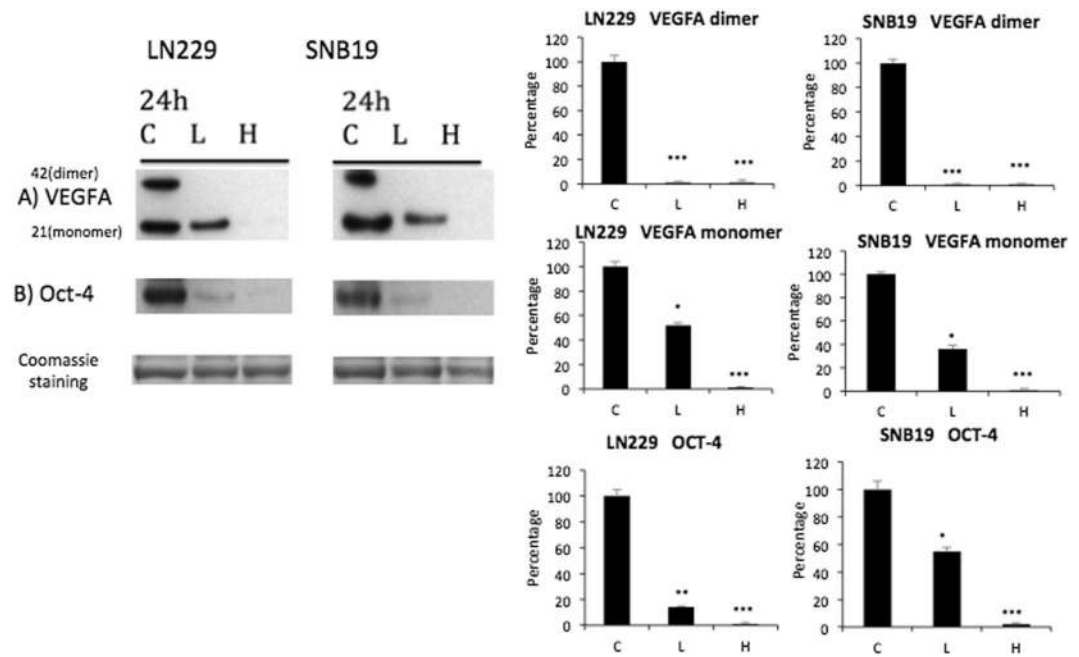 LN229 SNB19
24h 24h
C L H C L H
42(dimer)
A) VEGFA
21(monomer)
B) Oct-4
Coomassie
staining
LN229 VEGFA dimer
Percentage
120
100
80
60
40
20
0
*** ***
C L H
SNB19 VEGFA dimer
Percentage
120
100
80
60
40
20
0
*** ***
C L H
LN229 VEGFA monomer
Percentage
120
100
80
60
40
20
0
* ***
C L H
SNB19 VEGFA monomer
Percentage
120
100
80
60
40
20
0
* ***
C L H
LN229 OCT-4
Percentage
120
100
80
60
40
20
0
** ***
C L H
SNB19 OCT-4
Percentage
120
100
80
60
40
20
0
* ***
C L H